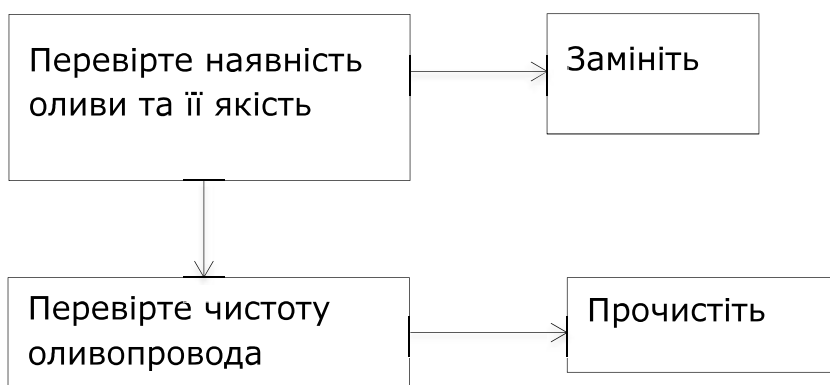 Перевірте наявність
оливи та її якість
Замініть
Перевірте чистоту
оливопровода
Прочистіть